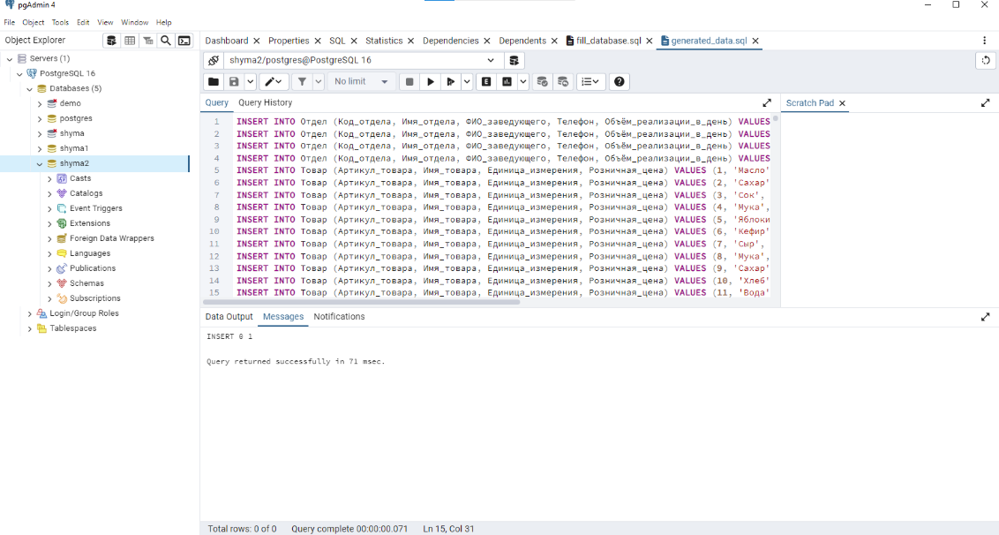 pgAdmin 4
File Object Tools Edit View Window Help
Object Explorer
Servers (1)
PostgreSQL 16
Databases (5)
demo
postgres
shyma
shyma1
shyma2
Casts
Catalogs
Event Triggers
Extensions
Foreign Data Wrappers
Languages
Publications
Schemas
Subscriptions
Login/Group Roles
Tablespaces
Dashboard Properties SQL Statistics Dependencies Dependents fill_database.sql generated_data.sql
shyma2/postgres@PostgreSQL 16
No limit
Query Query History
Scratch Pad
1 INSERT INTO Отдел (Код_отдела, Имя_отдела, ФИО_заведующего, Телефон, Объём_реализации_в_день) VALUES
2 INSERT INTO Отдел (Код_отдела, Имя_отдела, ФИО_заведующего, Телефон, Объём_реализации_в_день) VALUES
3 INSERT INTO Отдел (Код_отдела, Имя_отдела, ФИО_заведующего, Телефон, Объём_реализации_в_день) VALUES
4 INSERT INTO Отдел (Код_отдела, Имя_отдела, ФИО_заведующего, Телефон, Объём_реализации_в_день) VALUES
5 INSERT INTO Товар (Артикул_товара, Имя_товара, Единица_измерения, Розничная_цена) VALUES (1, 'Масло'
6 INSERT INTO Товар (Артикул_товара, Имя_товара, Единица_измерения, Розничная_цена) VALUES (2, 'Сахар'
7 INSERT INTO Товар (Артикул_товара, Имя_товара, Единица_измерения, Розничная_цена) VALUES (3, 'Сок',
8 INSERT INTO Товар (Артикул_товара, Имя_товара, Единица_измерения, Розничная_цена) VALUES (4, 'Мука',
9 INSERT INTO Товар (Артикул_товара, Имя_товара, Единица_измерения, Розничная_цена) VALUES (5, 'Яблоки
10 INSERT INTO Товар (Артикул_товара, Имя_товара, Единица_измерения, Розничная_цена) VALUES (6, 'Кефир'
11 INSERT INTO Товар (Артикул_товара, Имя_товара, Единица_измерения, Розничная_цена) VALUES (7, 'Сыр',
12 INSERT INTO Товар (Артикул_товара, Имя_товара, Единица_измерения, Розничная_цена) VALUES (8, 'Мука',
13 INSERT INTO Товар (Артикул_товара, Имя_товара, Единица_измерения, Розничная_цена) VALUES (9, 'Сахар'
14 INSERT INTO Товар (Артикул_товара, Имя_товара, Единица_измерения, Розничная_цена) VALUES (10, 'Хлеб'
15 INSERT INTO Товар (Артикул_товара, Имя_товара, Единица_измерения, Розничная_цена) VALUES (11, 'Вода'
Data Output Messages Notifications
INSERT 0 1
Query returned successfully in 71 msec.
Total rows: 0 of 0 Query complete 00:00:00.071 Ln 15, Col 31